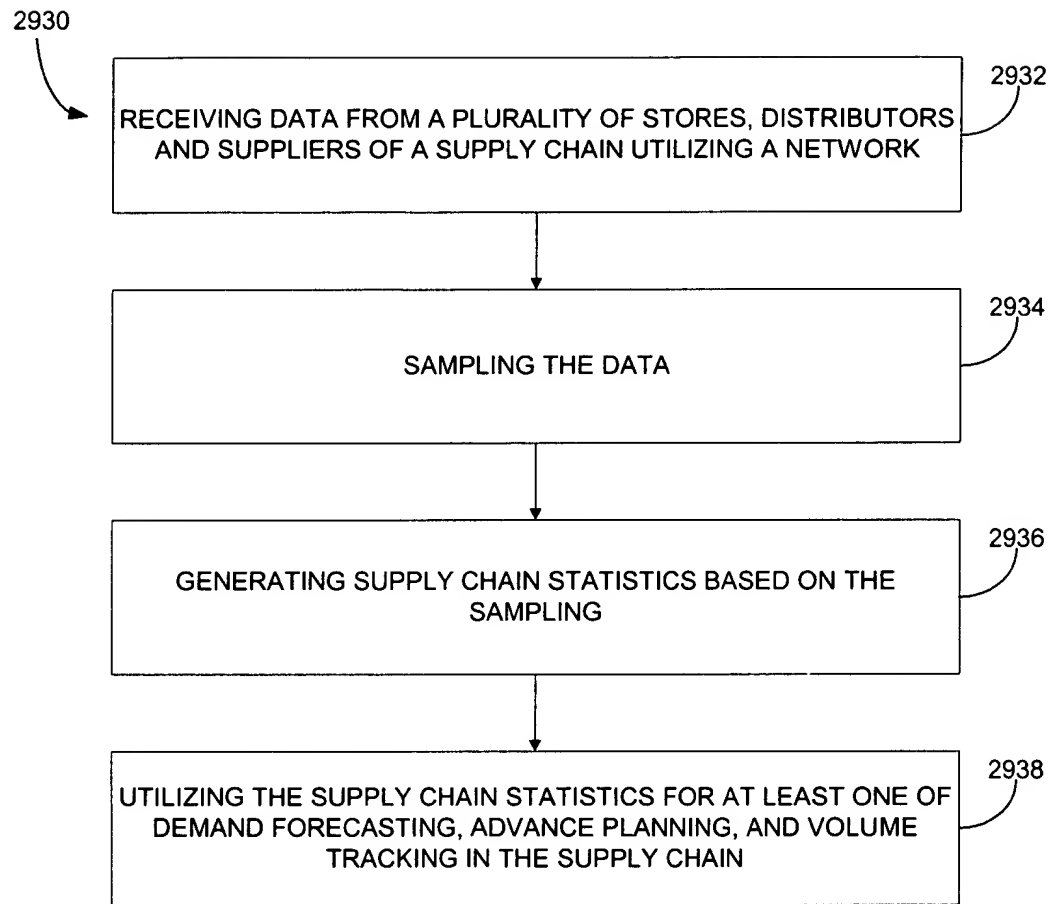 2930
2932
RECEIVING DATA FROM A PLURALITY OF STORES, DISTRIBUTORS
AND SUPPLIERS OF A SUPPLY CHAIN UTILIZING A NETWORK
2934
SAMPLING THE DATA
2936
GENERATING SUPPLY CHAIN STATISTICS BASED ON THE
SAMPLING
2938
UTILIZING THE SUPPLY CHAIN STATISTICS FOR AT LEAST ONE OF
DEMAND FORECASTING, ADVANCE PLANNING, AND VOLUME
TRACKING IN THE SUPPLY CHAIN